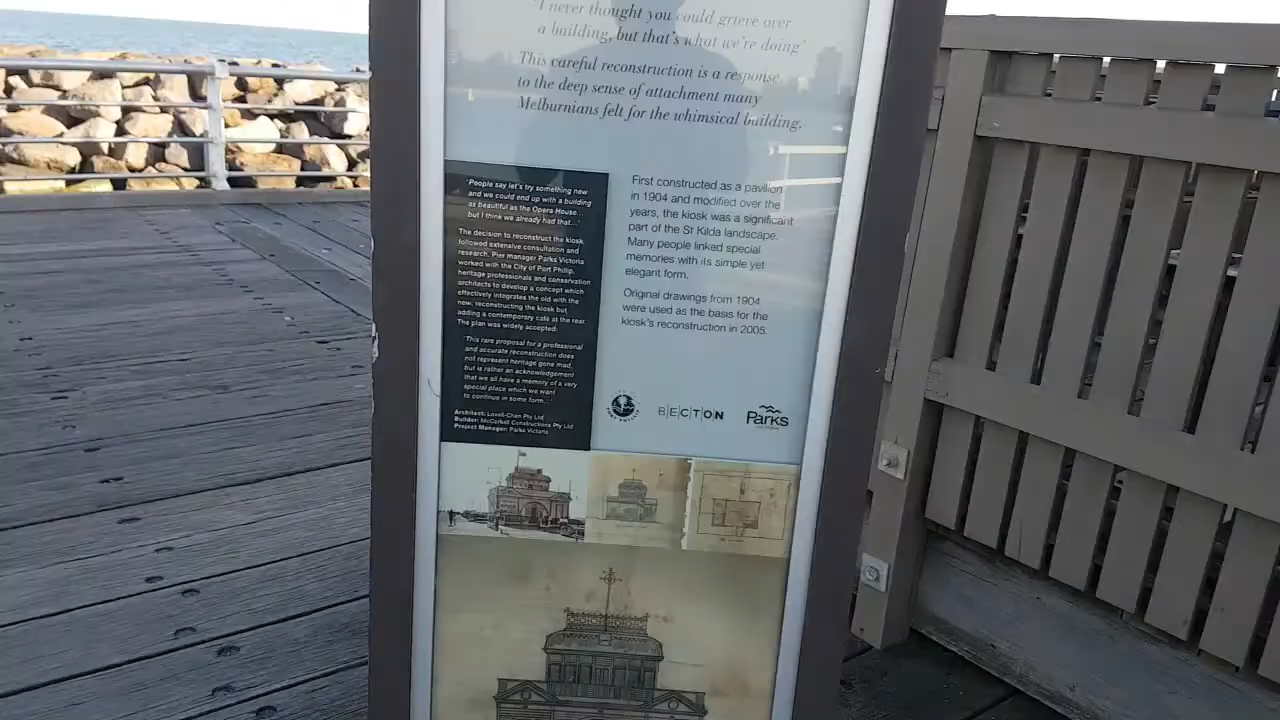 'I never thought you could grieve over
a building, but that's what we're doing'
This careful reconstruction is a response
to the deep sense of attachment many
Melburnians felt for the whimsical building.
'People say let's try something new
and we could end up with a building
as beautiful as the Opera House...
but I think we already had that...'
The decision to reconstruct the kiosk
followed extensive consultation and
research. Pier manager Parks Victoria
worked with the City of Port Phillip,
heritage professionals and conservation
architects to develop a concept which
effectively integrates the old with the
new, reconstructing the kiosk but
adding a contemporary cafe at the rear.
The plan was widely accepted:
'This rare proposal for a professional
and accurate reconstruction does
not represent heritage gone mad,
but is rather an acknowledgement
that we all have a memory of a very
special place which we want
to continue in some form...'
Architect: Lovell-Chen Pty Ltd
Builder: McCorkell Constructions Pty Ltd
Project Manager: Parks Victoria
First constructed as a pavilion
in 1904 and modified over the
years, the kiosk was a significant
part of the St Kilda landscape.
Many people linked special
memories with its simple yet
elegant form.
Original drawings from 1904
were used as the basis for the
kiosk's reconstruction in 2005.
BECTON
Parks